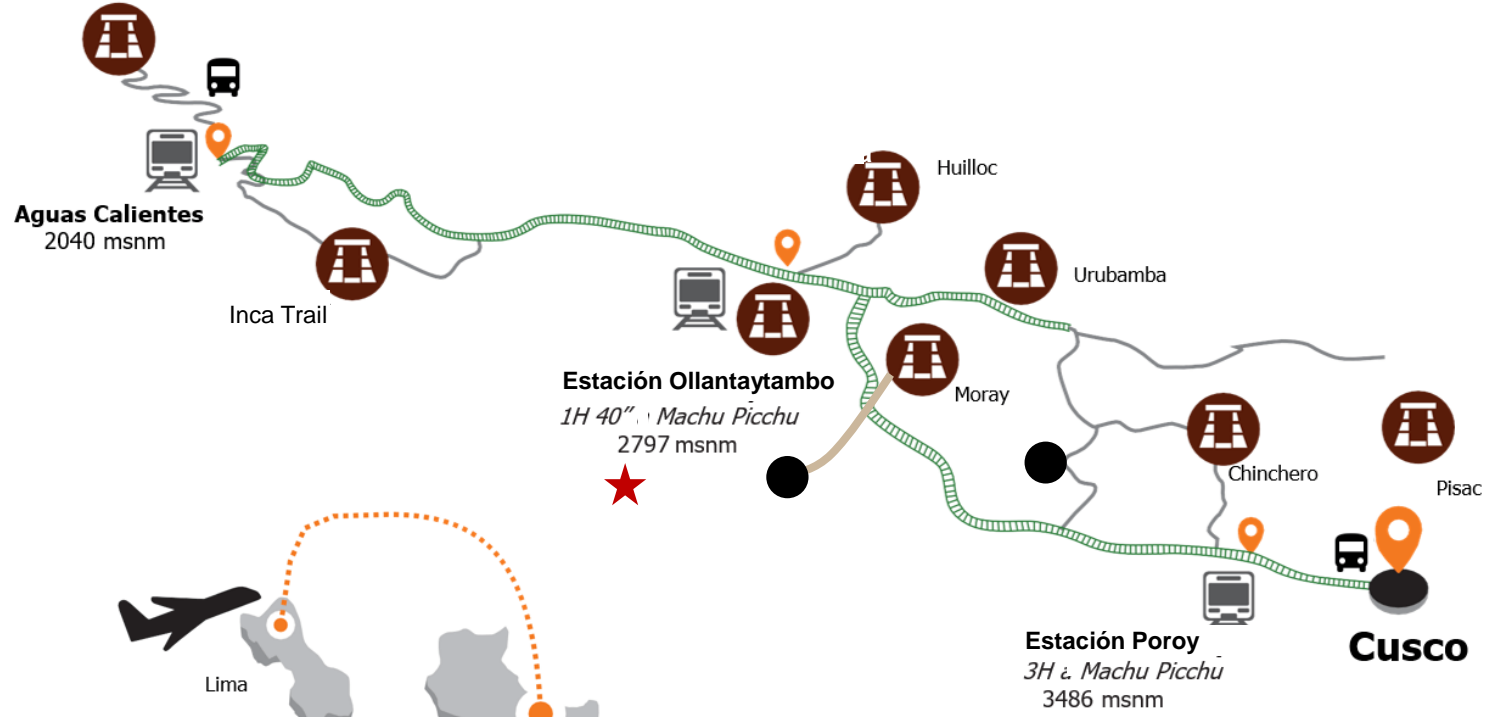 Huilloc
Aguas Calientes
2040 msnm
Urubamba
Inca Trail
Estación Ollantaytambo
1H 40" Machu Picchu
2797 msnm
Moray
Chinchero
Pisac
Estación Poroy
3H a Machu Picchu
3486 msnm
Cusco
Lima